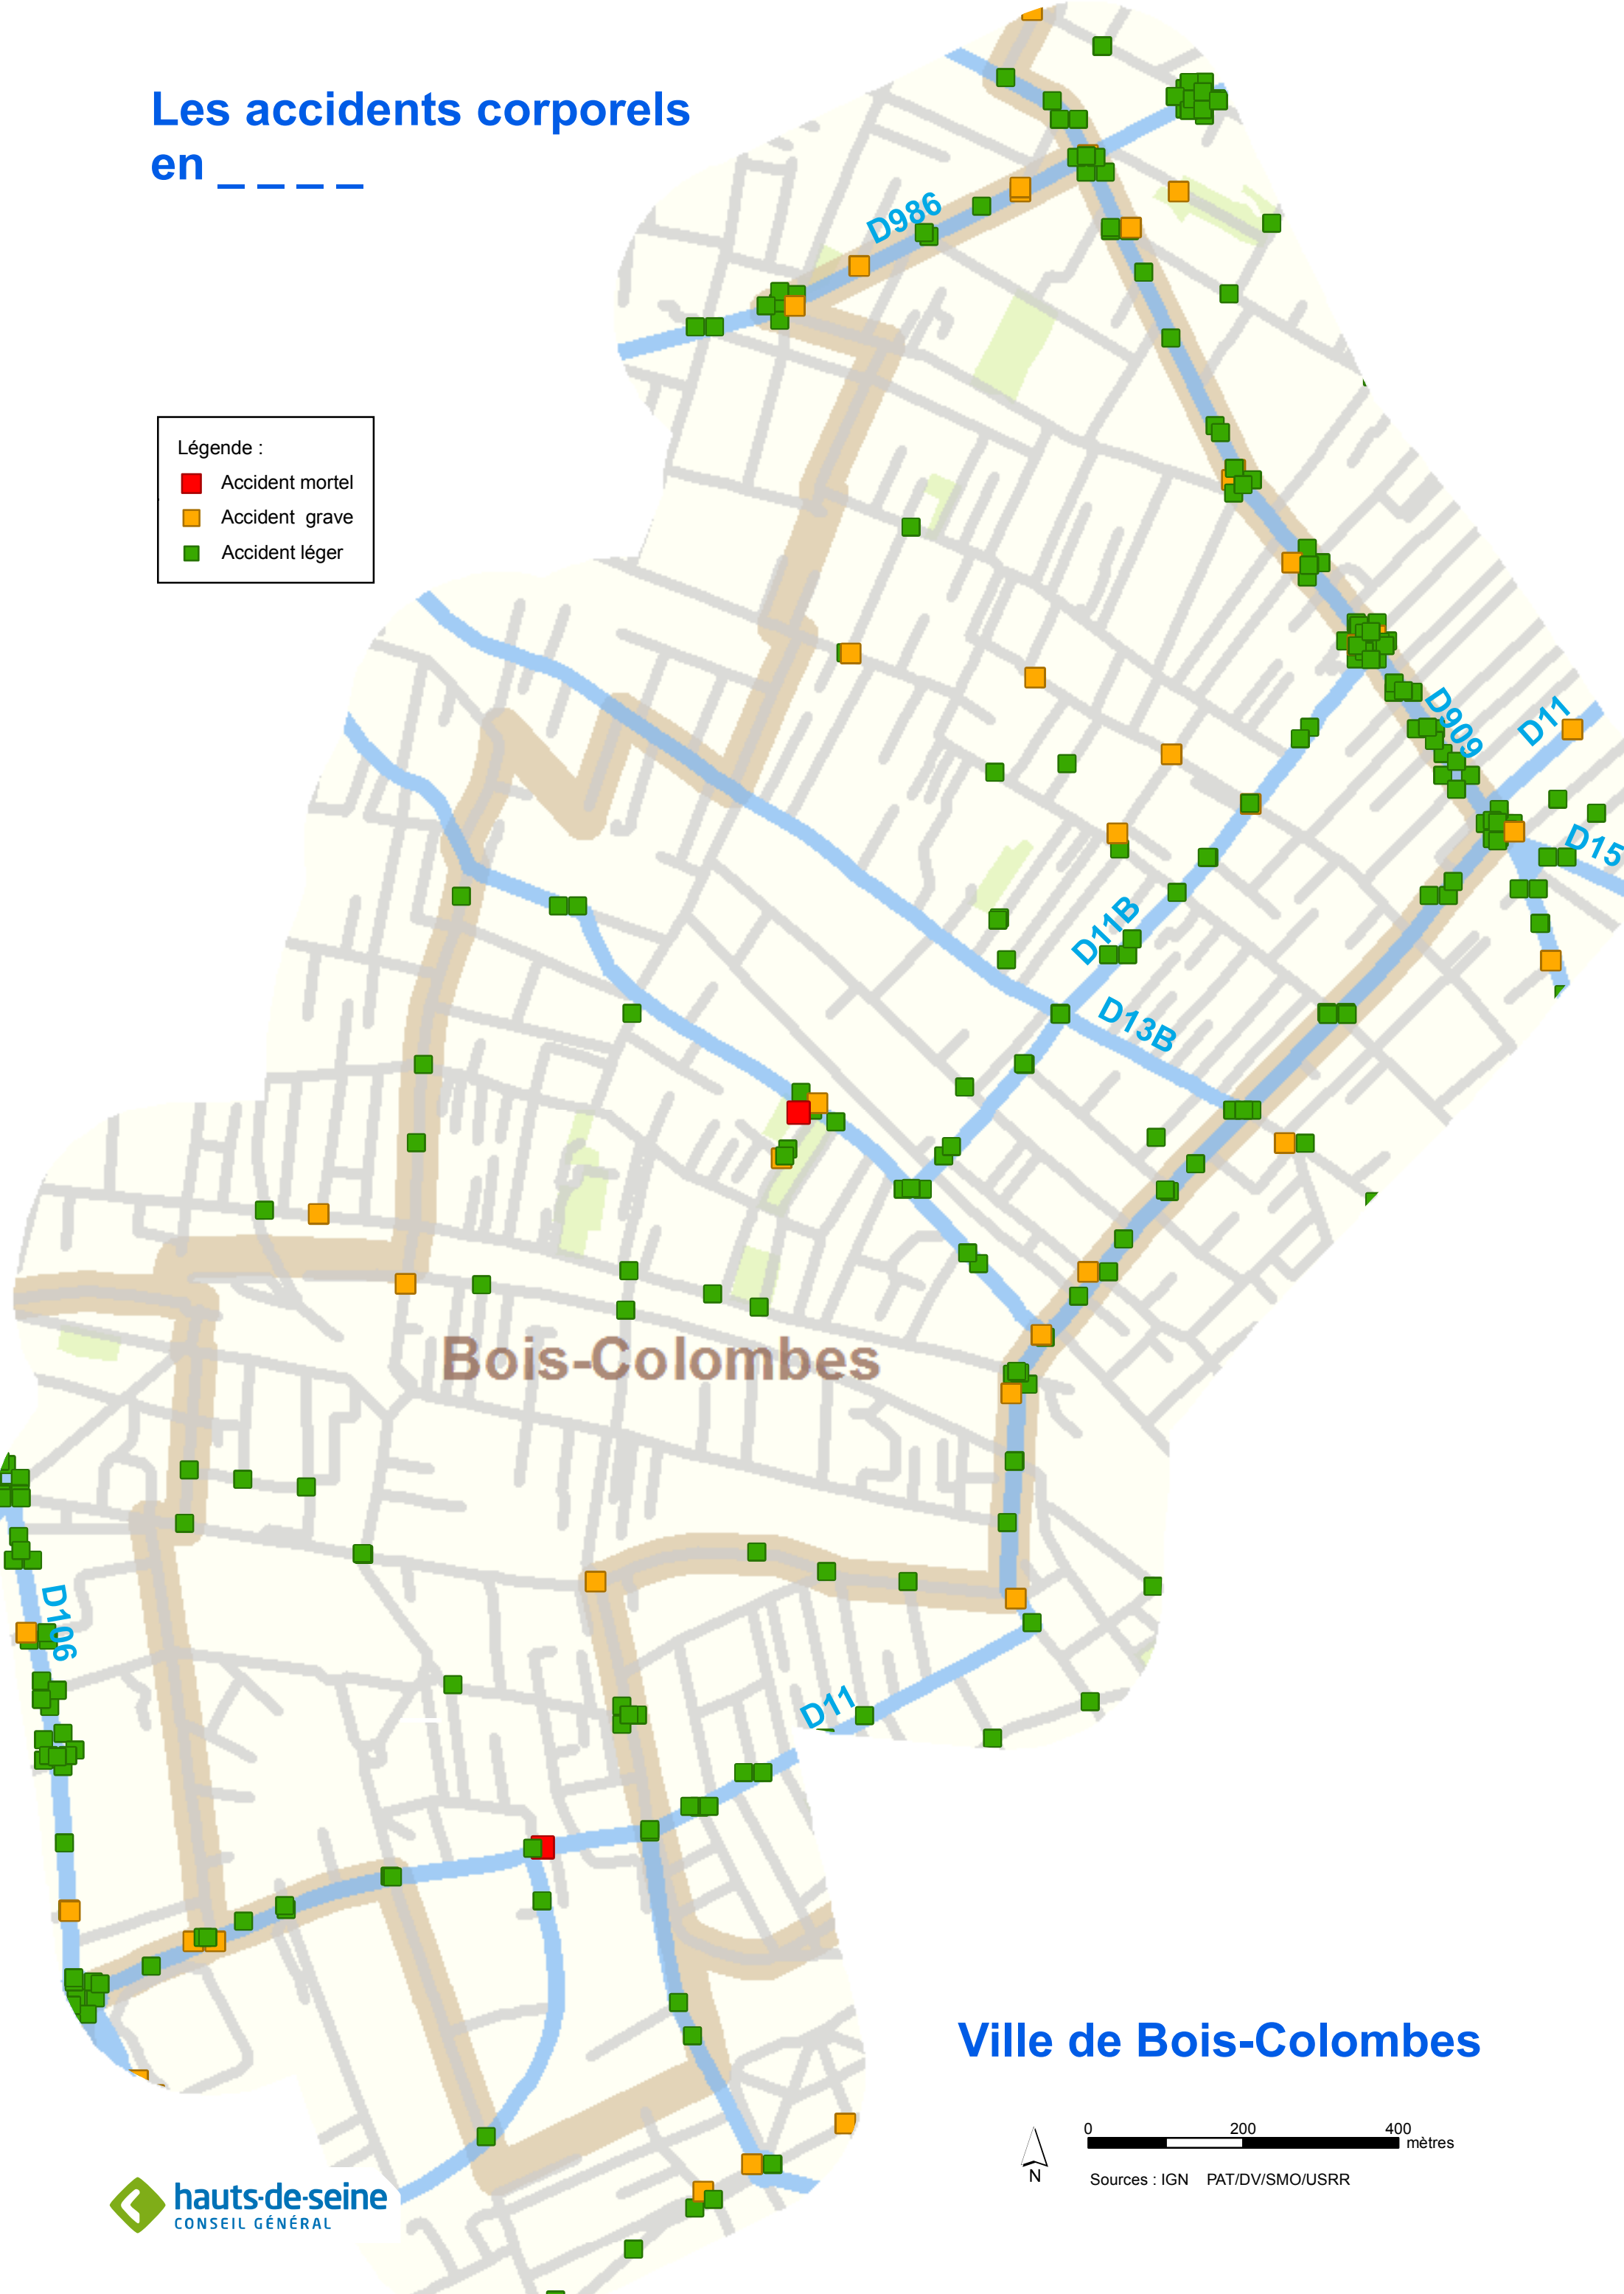 Les accidents corporels
en _ _ _ _
D986
Légende :
Accident mortel
Accident grave
Accident léger
D909
D11
D15
D11B
D13B
Bois-Colombes
D106
D11
Ville de Bois-Colombes
0 200 400
mètres
N
Sources : IGN PAT/DV/SMO/USRR
hauts-de-seine
CONSEIL GÉNÉRAL